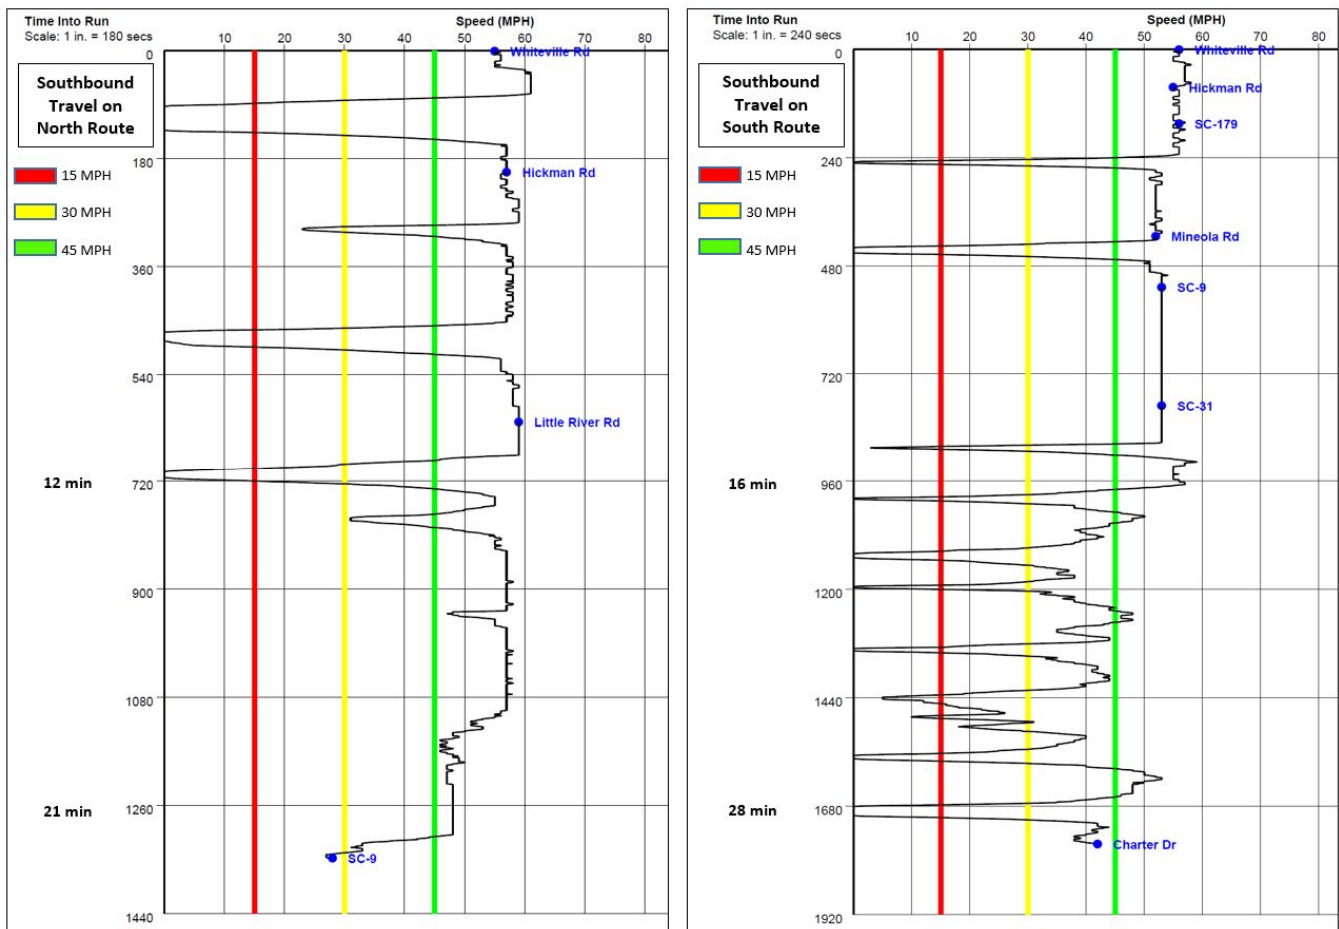 Time Into Run
Scale: 1 in. = 180 secs
Speed (MPH)
10 20 30 40 50 60 70 80
0
Whiteville Rd
Southbound
Travel on
North Route
180
15 MPH
Hickman Rd
30 MPH
45 MPH
360
540
Little River Rd
12 min
720
900
1080
21 min
1260
SC-9
1440
Time Into Run
Scale: 1 in. = 240 secs
Speed (MPH)
10 20 30 40 50 60 70 80
0
Whiteville Rd
Southbound
Travel on
South Route
Hickman Rd
SC-179
240
15 MPH
30 MPH
Mineola Rd
45 MPH
480
SC-9
720
SC-31
16 min
960
1200
1440
28 min
1680
Charter Dr
1920